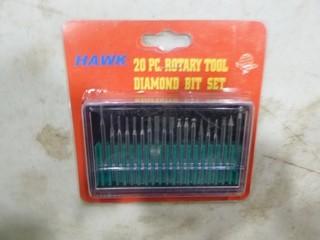 HAWK
20 PC. ROTARY TOOL
DIAMOND BIT SET